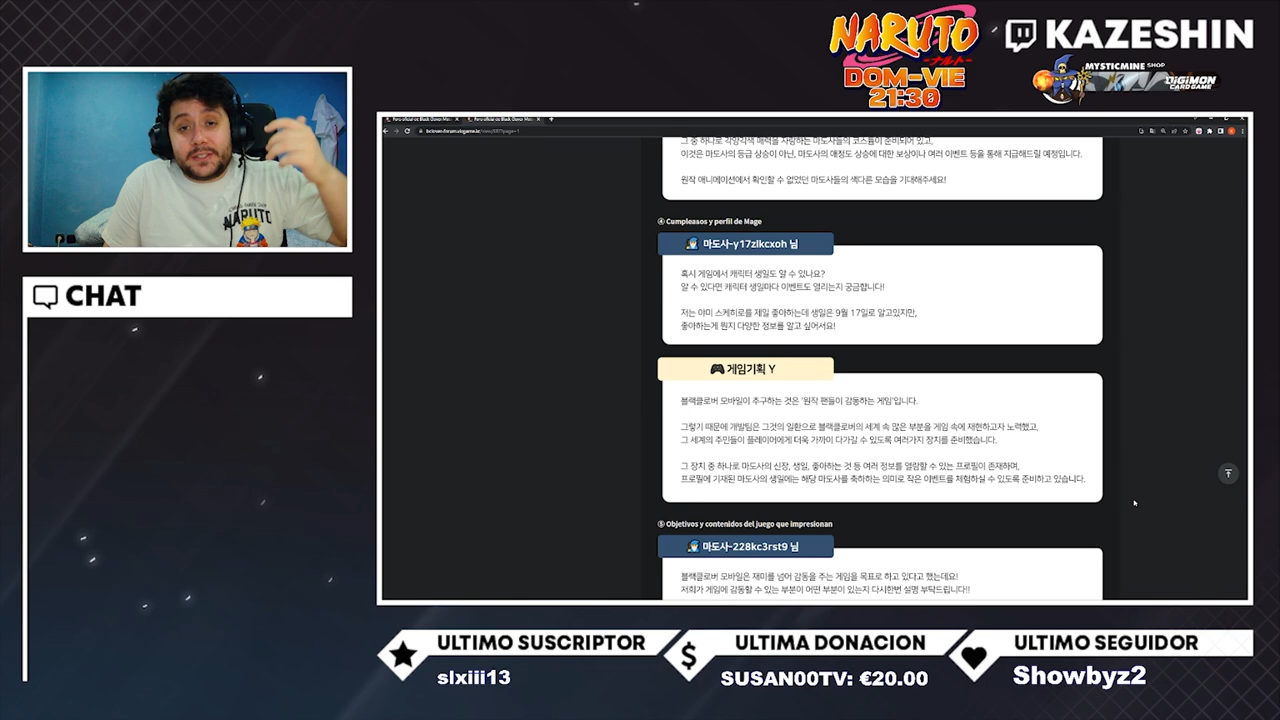 NARUTO
ーナルトー
DOM-VIE
21:30
KAZESHIN
MYSTICMINE SHOP
DIGIMON
CARD GAME
NARUTO
CHAT
그 중 하나로 각양각색 매력을 자랑하는 마도사들의 코스튬이 준비되어 있고,
이것은 마도사의 등급 상승이 아닌, 마도사의 애정도 상승에 대한 보상이나 여러 이벤트 등을 통해 지급해드릴 예정입니다.
원작 애니메이션에서 확인할 수 없었던 마도사들의 색다른 모습을 기대해주세요!
④ Cumpleaños y perfil de Mage
마도사-y17zlkcxoh 님
혹시 게임에서 캐릭터 생일도 알 수 있나요?
알 수 있다면 캐릭터 생일마다 이벤트도 열리는지 궁금합니다!
저는 야미 스케히로를 제일 좋아하는데 생일은 9월 17일로 알고있지만,
좋아하는게 뭔지 다양한 정보를 알고 싶어서요!
게임기획 Y
블랙클로버 모바일이 추구하는 것은 '원작 팬들이 감동하는 게임'입니다.
그렇기 때문에 개발팀은 그것의 일환으로 블랙클로버의 세계 속 많은 부분을 게임 속에 재현하고자 노력했고,
그 세계의 주민들이 플레이어에게 더욱 가까이 다가갈 수 있도록 여러가지 장치를 준비했습니다.
그 장치 중 하나로 마도사의 신장, 생일, 좋아하는 것 등 여러 정보를 열람할 수 있는 프로필이 존재하며,
프로필에 기재된 마도사의 생일에는 해당 마도사를 축하하는 의미로 작은 이벤트를 체험하실 수 있도록 준비하고 있습니다.
⑤ Objetivos y contenidos del juego que impresionan
마도사-228kc3rst9 님
블랙클로버 모바일은 재미를 넘어 감동을 주는 게임을 목표로 하고 있다고 했는데요!
저희가 게임에 감동할 수 있는 부분이 어떤 부분이 있는지 다시한번 설명 부탁드립니다!!
ULTIMO SUSCRIPTOR
slxiii13
ULTIMA DONACION
SUSAN00TV: €20.00
ULTIMO SEGUIDOR
Showbyz2